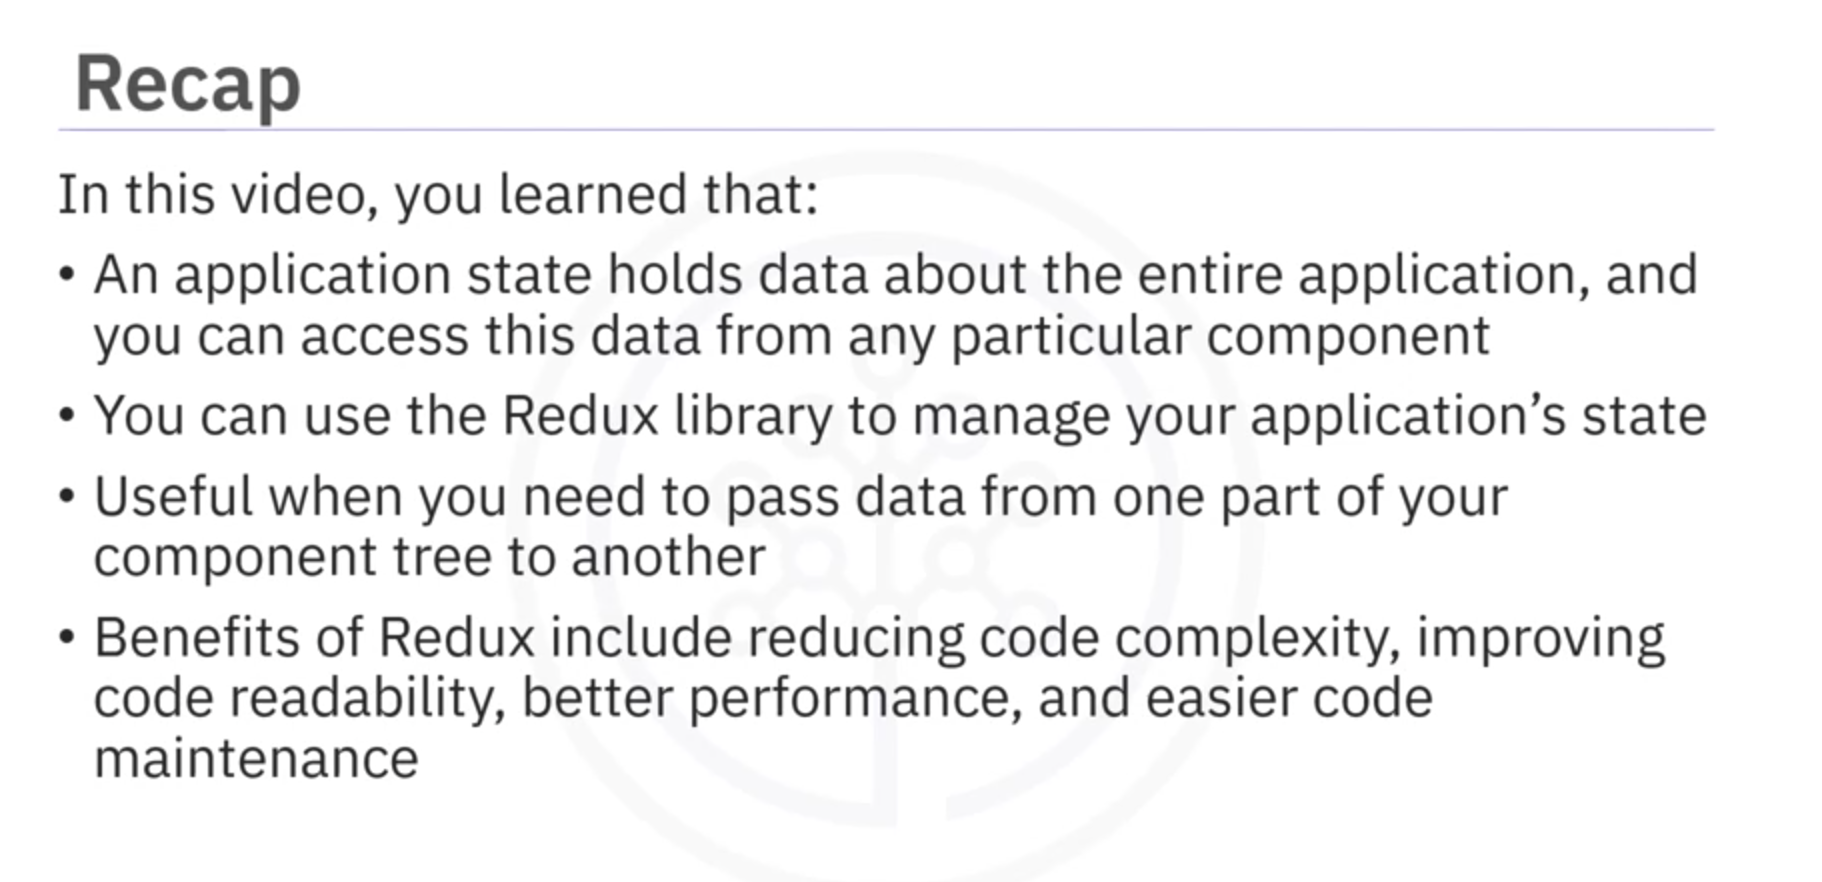 Recap
In this video, you learned that:
• An application state holds data about the entire application, and
you can access this data from any particular component
• You can use the Redux library to manage your application’s state
• Useful when you need to pass data from one part of your
component tree to another
• Benefits of Redux include reducing code complexity, improving
code readability, better performance, and easier code
maintenance